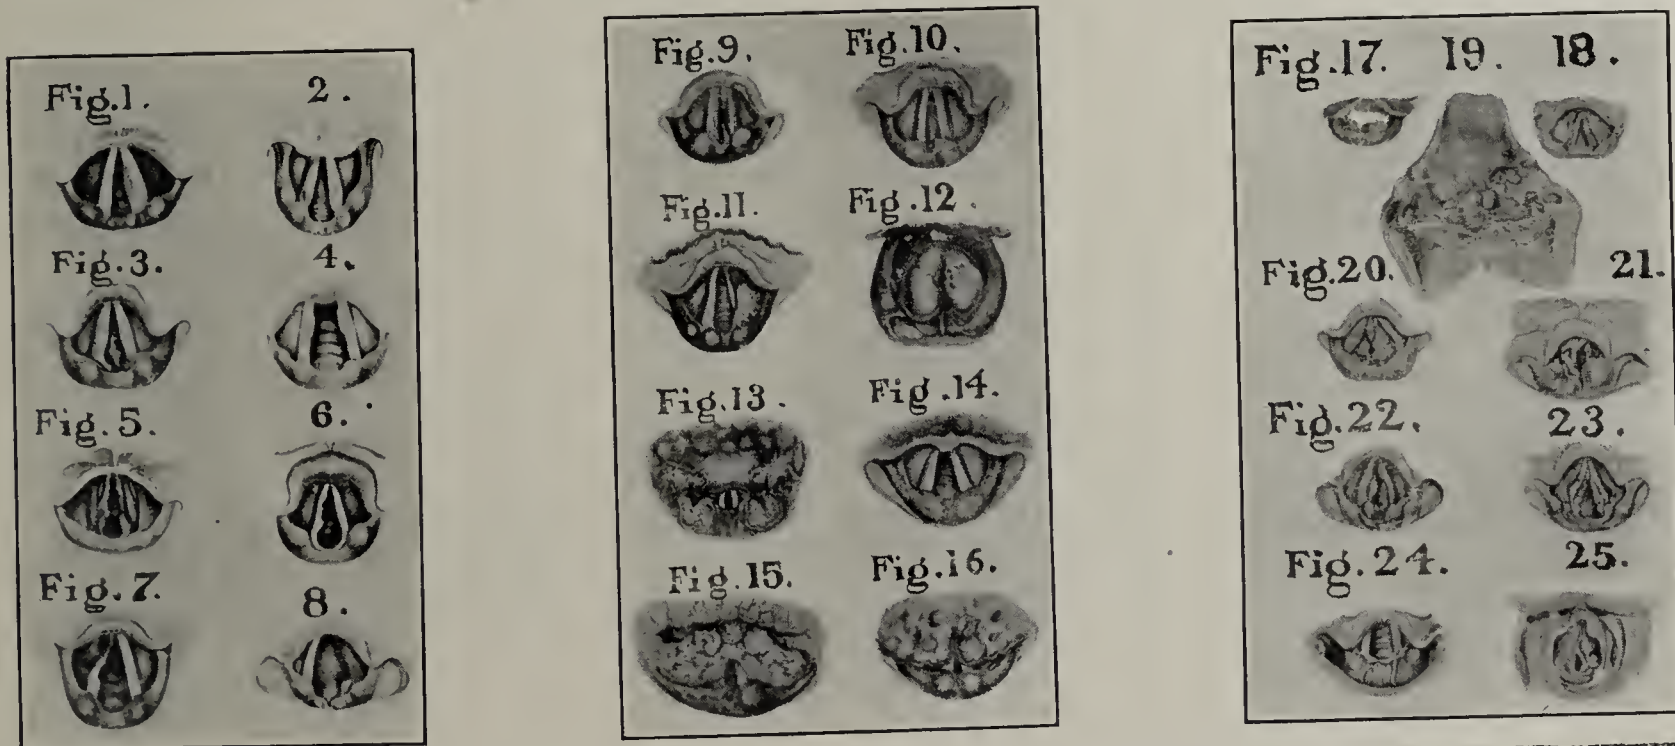 Fig.1. 2.
Fig.3. 4.
Fig.5. 6.
Fig.7. 8.
Fig.9. Fig.10.
Fig.11. Fig.12.
Fig.13. Fig.14.
Fig.15. Fig.16.
Fig.17. 19. 18.
Fig.20. 21.
Fig.22. 23.
Fig.24. 25.